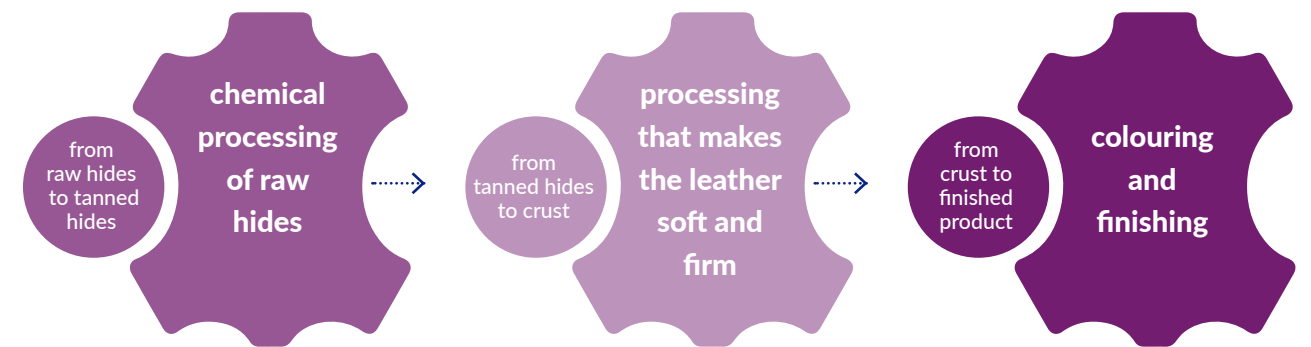 from
raw hides
to tanned
hides
chemical
processing
of raw
hides
from
tanned hides
to crust
processing
that makes
the leather
soft and
firm
from
crust to
finished
product
colouring
and
finishing